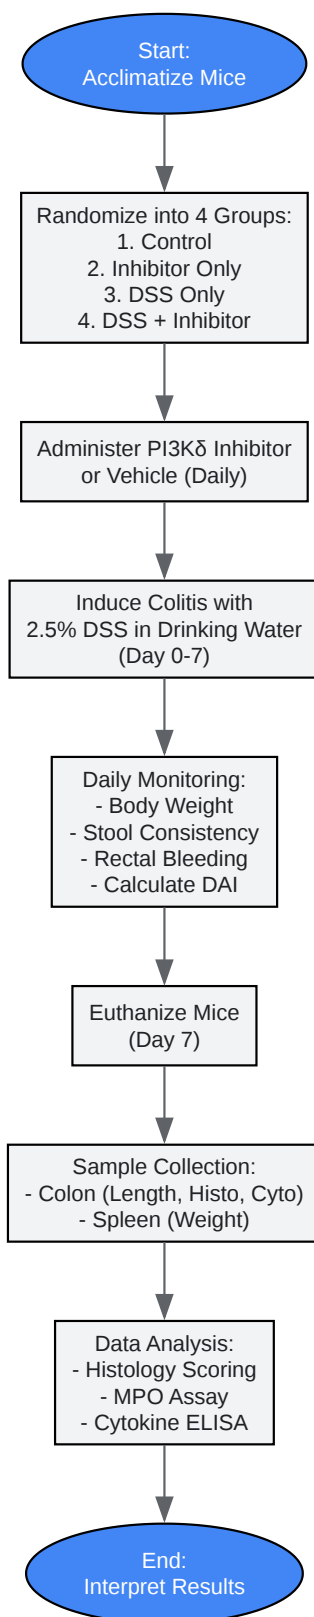 Start:
Acclimatize Mice
Randomize into 4 Groups:
1. Control
2. Inhibitor Only
3. DSS Only
4. DSS + Inhibitor
Administer PI3Kδ Inhibitor
or Vehicle (Daily)
Induce Colitis with
2.5% DSS in Drinking Water
(Day 0-7)
Daily Monitoring:
- Body Weight
- Stool Consistency
- Rectal Bleeding
- Calculate DAI
Euthanize Mice
(Day 7)
Sample Collection:
- Colon (Length, Histo, Cyto)
- Spleen (Weight)
Data Analysis:
- Histology Scoring
- MPO Assay
- Cytokine ELISA
End:
Interpret Results